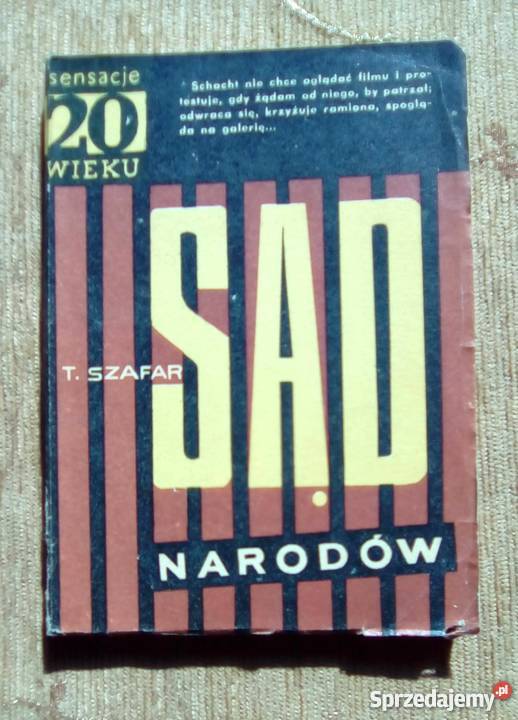 sensacje
20
WIEKU
Schacht nie chce oglądać filmu i pro-
testuje, gdy żądam od niego, by patrzał;
odwraca się, krzyżuje ramiona, spoglą-
da na galerię...
SĄD
T. SZAFAR
NARODÓW
Sprzedajemy.pl